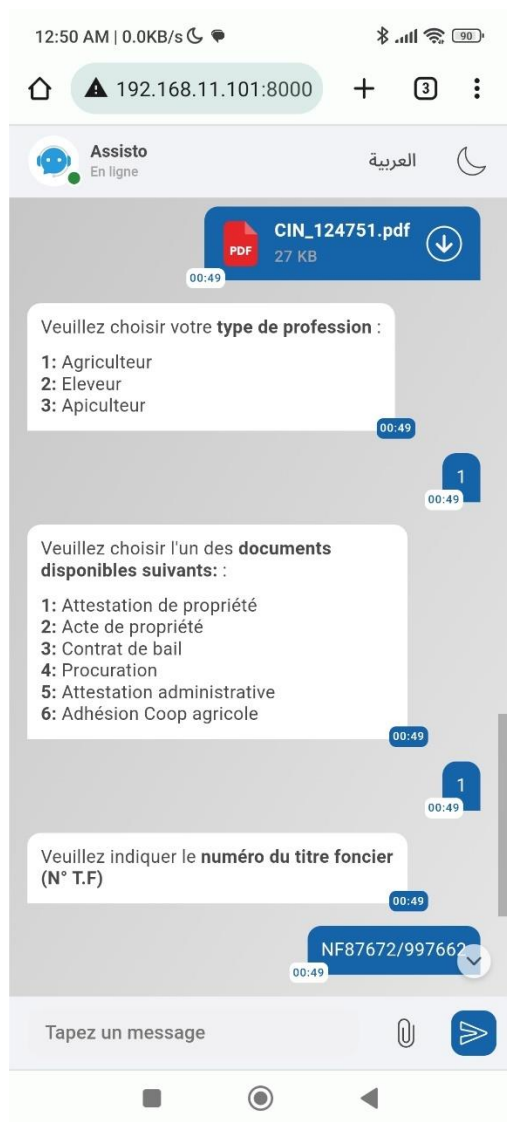 12:50 AM | 0.0KB/s
90
192.168.11.101:8000
3
Assisto
En ligne
العربية
PDF
CIN_124751.pdf
27 KB
00:49
Veuillez choisir votre type de profession :
1: Agriculteur
2: Eleveur
3: Apiculteur
00:49
1
00:49
Veuillez choisir l'un des documents
disponibles suivants: :
1: Attestation de propriété
2: Acte de propriété
3: Contrat de bail
4: Procuration
5: Attestation administrative
6: Adhésion Coop agricole
00:49
1
00:49
Veuillez indiquer le numéro du titre foncier
(N° T.F)
00:49
NF87672/997662
00:49
Tapez un message